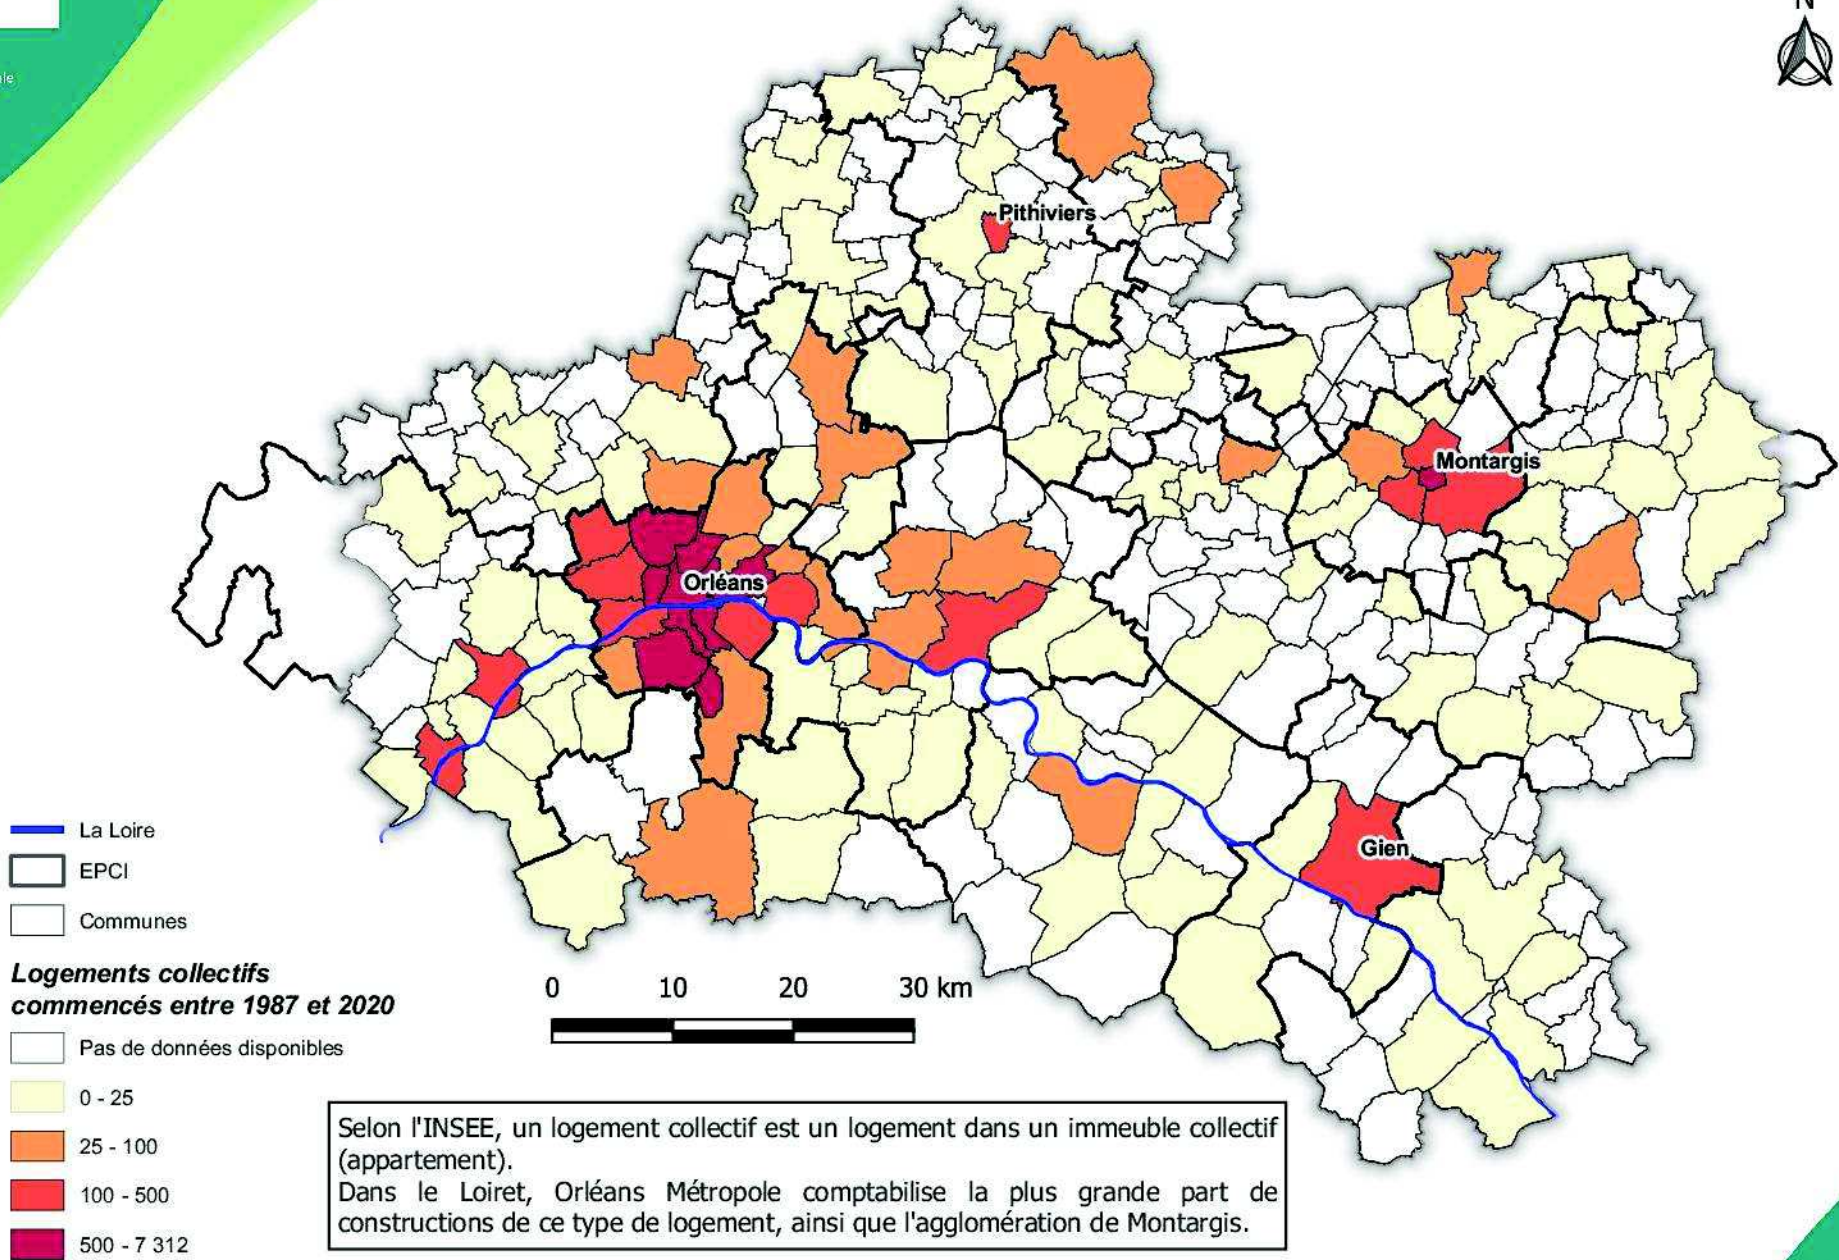 N
Pithiviers
Montargis
Orléans
Gien
La Loire
EPCI
Communes
Logements collectifs
commencés entre 1987 et 2020
Pas de données disponibles
0 - 25
25 - 100
100 - 500
500 - 7 312
0 10 20 30 km
Selon l'INSEE, un logement collectif est un logement dans un immeuble collectif
(appartement).
Dans le Loiret, Orléans Métropole comptabilise la plus grande part de
constructions de ce type de logement, ainsi que l'agglomération de Montargis.